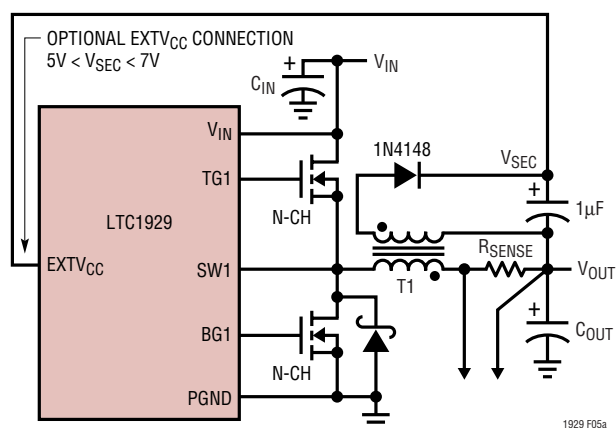 OPTIONAL EXTVCC CONNECTION
5V < VSEC < 7V
+
CIN
VIN
VIN
1N4148
VSEC
TG1
+
1µF
N-CH
LTC1929
RSENSE
EXTVCC
SW1
VOUT
T1
+
BG1
COUT
N-CH
PGND
1929 F05a